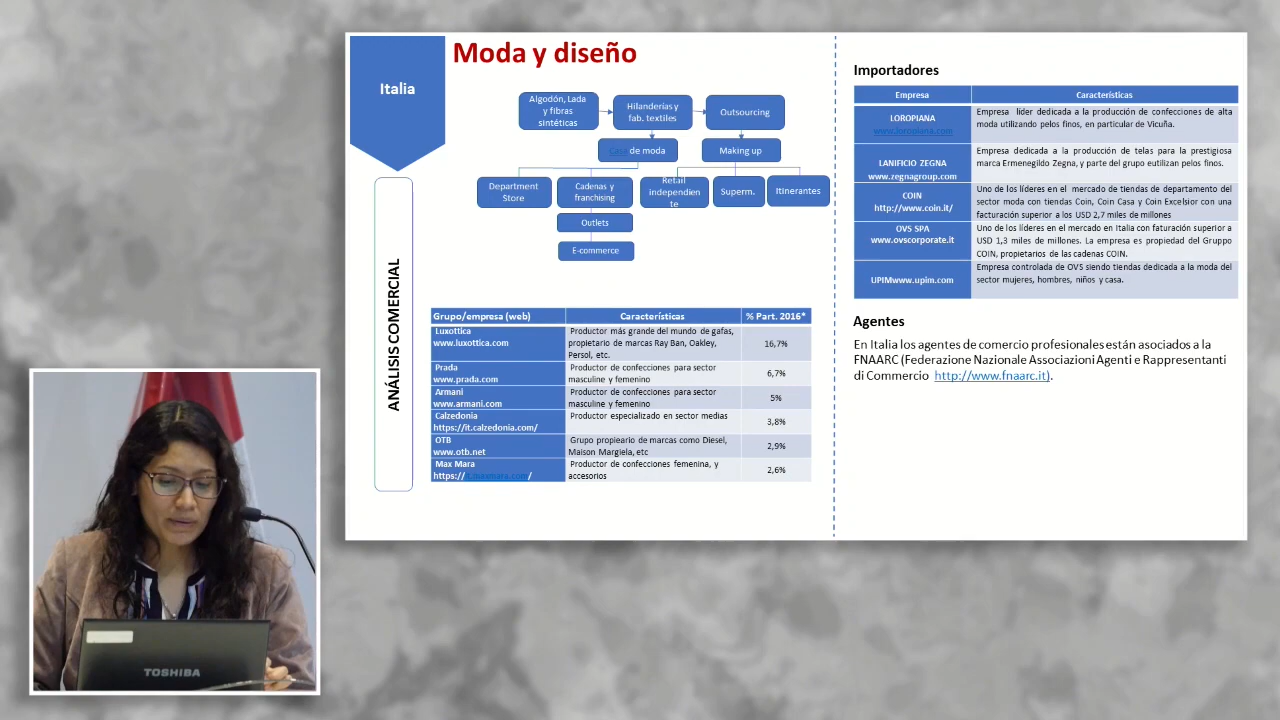 Moda y diseño
Italia
Algodón, Lada
y fibras
sintéticas
Hilanderías y
fab. textiles
Outsourcing
Casa de moda
Making up
Department
Store
Cadenas y
franchising
Retail
independien
te
Superm.
Itinerantes
Outlets
E-commerce
ANÁLISIS COMERCIAL
Grupo/empresa (web) Características % Part. 2016*
Luxottica
www.luxottica.com
Productor más grande del mundo de gafas,
propietario de marcas Ray Ban, Oakley,
Persol, etc.
16,7%
Prada
www.prada.com
Productor de confecciones para sector
masculine y femenino
6,7%
Armani
www.armani.com
Productor de confecciones para sector
masculine y femenino
5%
Calzedonia
https://it.calzedonia.com/
Productor especializado en sector medias
3,8%
OTB
www.otb.net
Grupo propieario de marcas como Diesel,
Maison Margiela, etc
2,9%
Max Mara
https://it.maxmara.com/
Productor de confecciones femenina, y
accesorios
2,6%
Importadores
Empresa Características
LOROPIANA
www.loropiana.com
Empresa líder dedicada a la producción de confecciones de alta
moda utilizando pelos finos, en particular de Vicuña.
LANIFICIO ZEGNA
www.zegnagroup.com
Empresa dedicada a la producción de telas para la prestigiosa
marca Ermenegildo Zegna, y parte del grupo eutilizan pelos finos.
COIN
http://www.coin.it/
Uno de los líderes en el mercado de tiendas de departamento del
sector moda con tiendas Coin, Coin Casa y Coin Excelsior con una
facturación superior a los USD 2,7 miles de millones
OVS SPA
www.ovscorporate.it
Uno de los líderes en el mercado en Italia con faturación superior a
USD 1,3 miles de millones. La empresa es propiedad del Gruppo
COIN, propietarios de las cadenas COIN.
UPIMwww.upim.com
Empresa controlada de OVS siendo tiendas dedicada a la moda del
sector mujeres, hombres, niños y casa.
Agentes
En Italia los agentes de comercio profesionales están asociados a la
FNAARC (Federazione Nazionale Associazioni Agenti e Rappresentanti
di Commercio http://www.fnaarc.it).
TOSHIBA